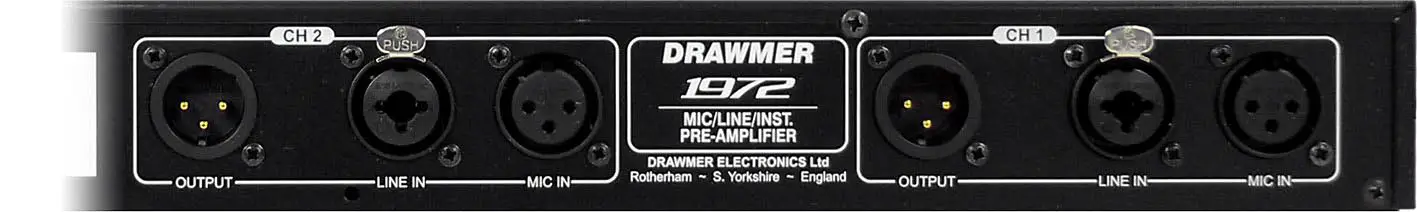 CH 2
PUSH
OUTPUT
LINE IN
MIC IN
DRAWMER
1972
MIC/LINE/INST.
PRE-AMPLIFIER
DRAWMER ELECTRONICS Ltd
Rotherham ~ S. Yorkshire ~ England
CH 1
PUSH
OUTPUT
LINE IN
MIC IN